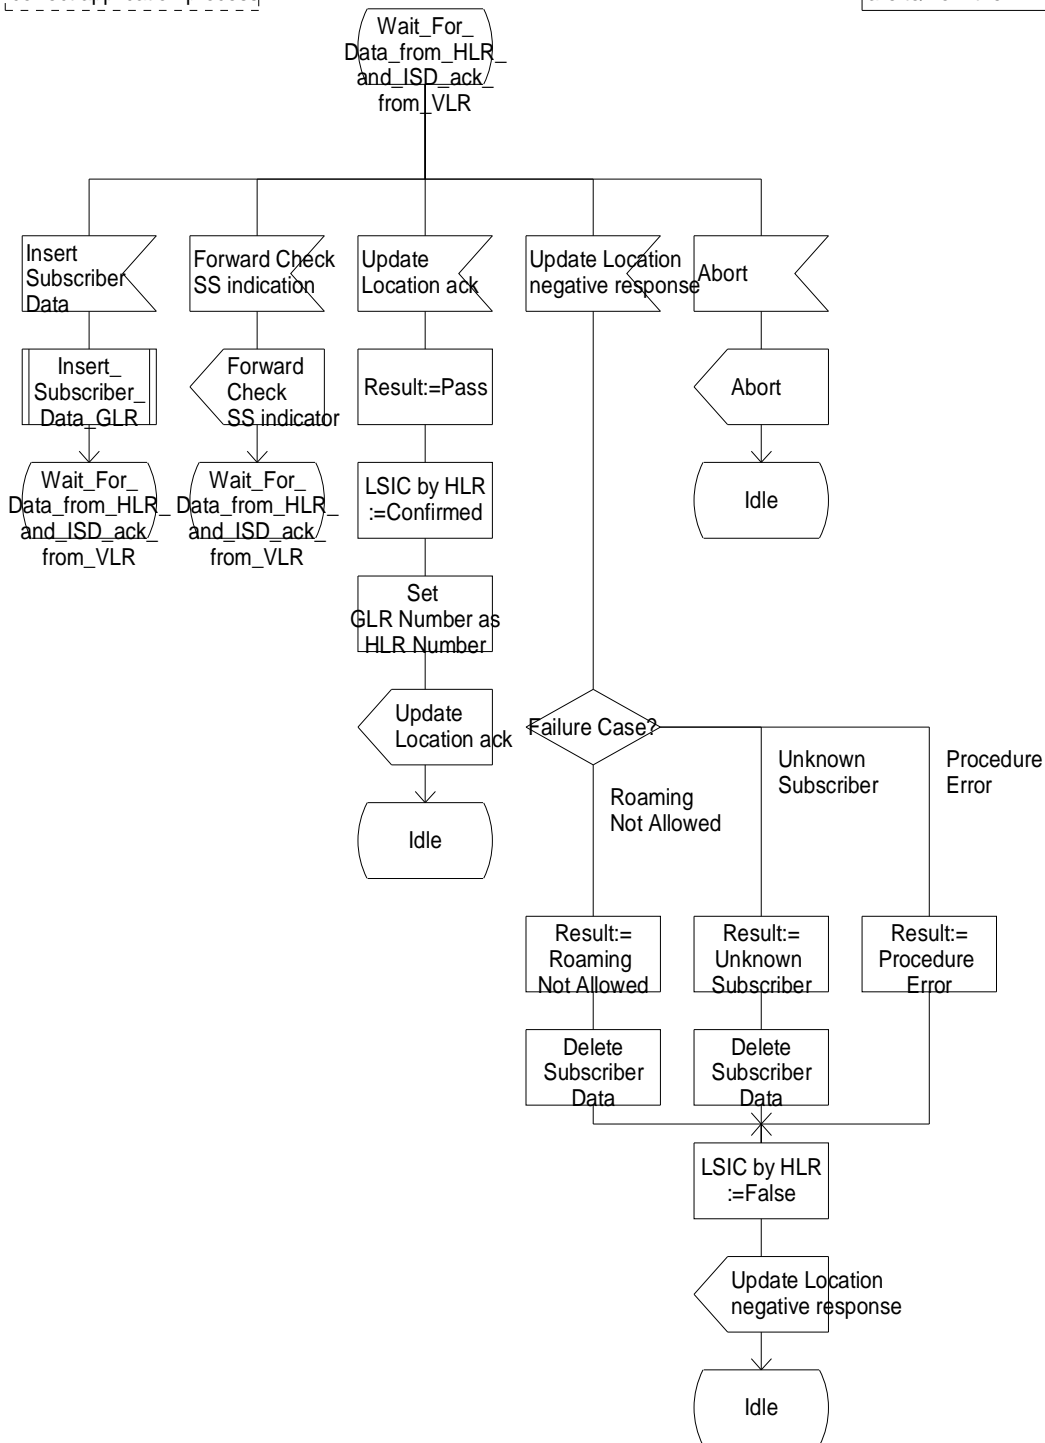 Wait_For_
Data_from_HLR_
and_ISD_ack_
from_VLR
Insert
Subscriber
Data
Forward Check
SS indication
Update
Location ack
Update Location
negative response
Abort
Insert_
Subscriber_
Data_GLR
Forward
Check
SS indicator
Result:=Pass
Abort
Wait_For_
Data_from_HLR_
and_ISD_ack_
from_VLR
Wait_For_
Data_from_HLR_
and_ISD_ack_
from_VLR
LSIC by HLR
:=Confirmed
Idle
Set
GLR Number as
HLR Number
Update
Location ack
Failure Case?
Unknown
Subscriber
Procedure
Error
Roaming
Not Allowed
Idle
Result:=
Roaming
Not Allowed
Result:=
Unknown
Subscriber
Result:=
Procedure
Error
Delete
Subscriber
Data
Delete
Subscriber
Data
LSIC by HLR
:=False
Update Location
negative response
Idle